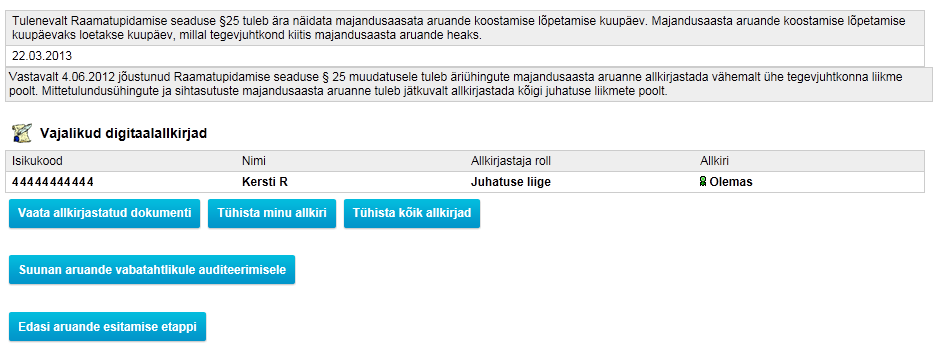 Tulenevalt Raamatupidamise seaduse §25 tuleb ära näidata majandusaasata aruande koostamise lõpetamise kuupäev. Majandusaasta aruande koostamise lõpetamise
kuupäevaks loetakse kuupäev, millal tegevjuhtkond kiitis majandusaasta aruande heaks.
22.03.2013
Vastavalt 4.06.2012 jõustunud Raamatupidamise seaduse § 25 muudatusele tuleb äriühingute majandusaasta aruanne allkirjastada vähemalt ühe tegevjuhtkonna liikme
poolt. Mittetulundusühingute ja sihtasutuste majandusaasta aruanne tuleb jätkuvalt allkirjastada kõigi juhatuse liikmete poolt.
Vajalikud digitaalallkirjad
Isikukood Nimi Allkirjastaja roll Allkiri
44444444444 Kersti R Juhatuse liige Olemas
Vaata allkirjastatud dokumenti Tühista minu allkiri Tühista kõik allkirjad
Suunan aruande vabatahtlikule auditeerimisele
Edasi aruande esitamise etappi